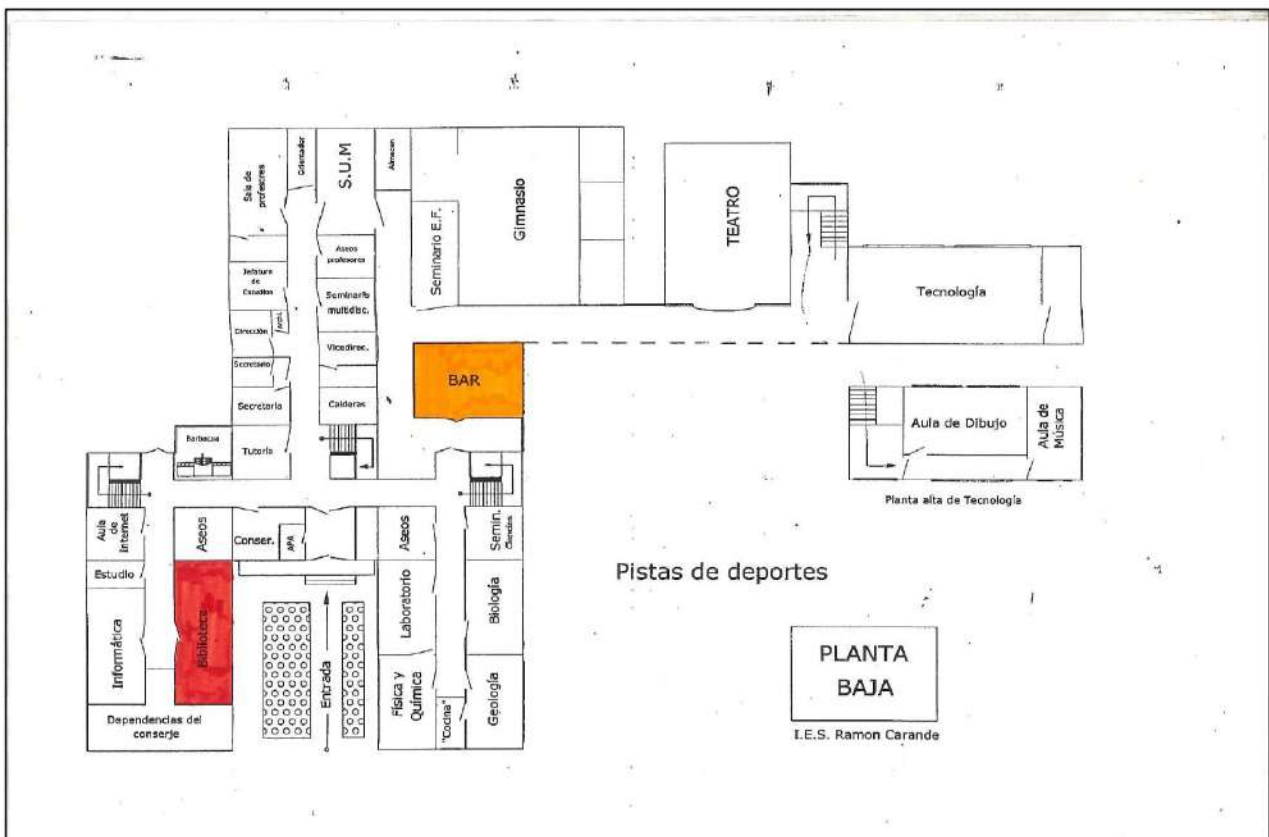 Sala de
profesores
Orientador
S.U.M
Almacen
Seminario E.F.
Gimnasio
TEATRO
Tecnología
Aseos
profesores
Jefatura
de
Estudios
Seminario
multidisc.
Dirección
Vicedirec.
Secretario
BAR
Secretaría
Calderas
Barbacoa
Tutoría
Aula de Dibujo
Aula de
Música
Planta alta de Tecnología
Aula
de
Internet
Aseos
Conser.
APA
Aseos
Semin.
Ciencias
Estudio
Informática
Biblioteca
Laboratorio
Biología
Pistas de deportes
Entrada
Física y
Química
"Cocina"
Geología
Dependencias del
conserje
PLANTA
BAJA
I.E.S. Ramon Carande